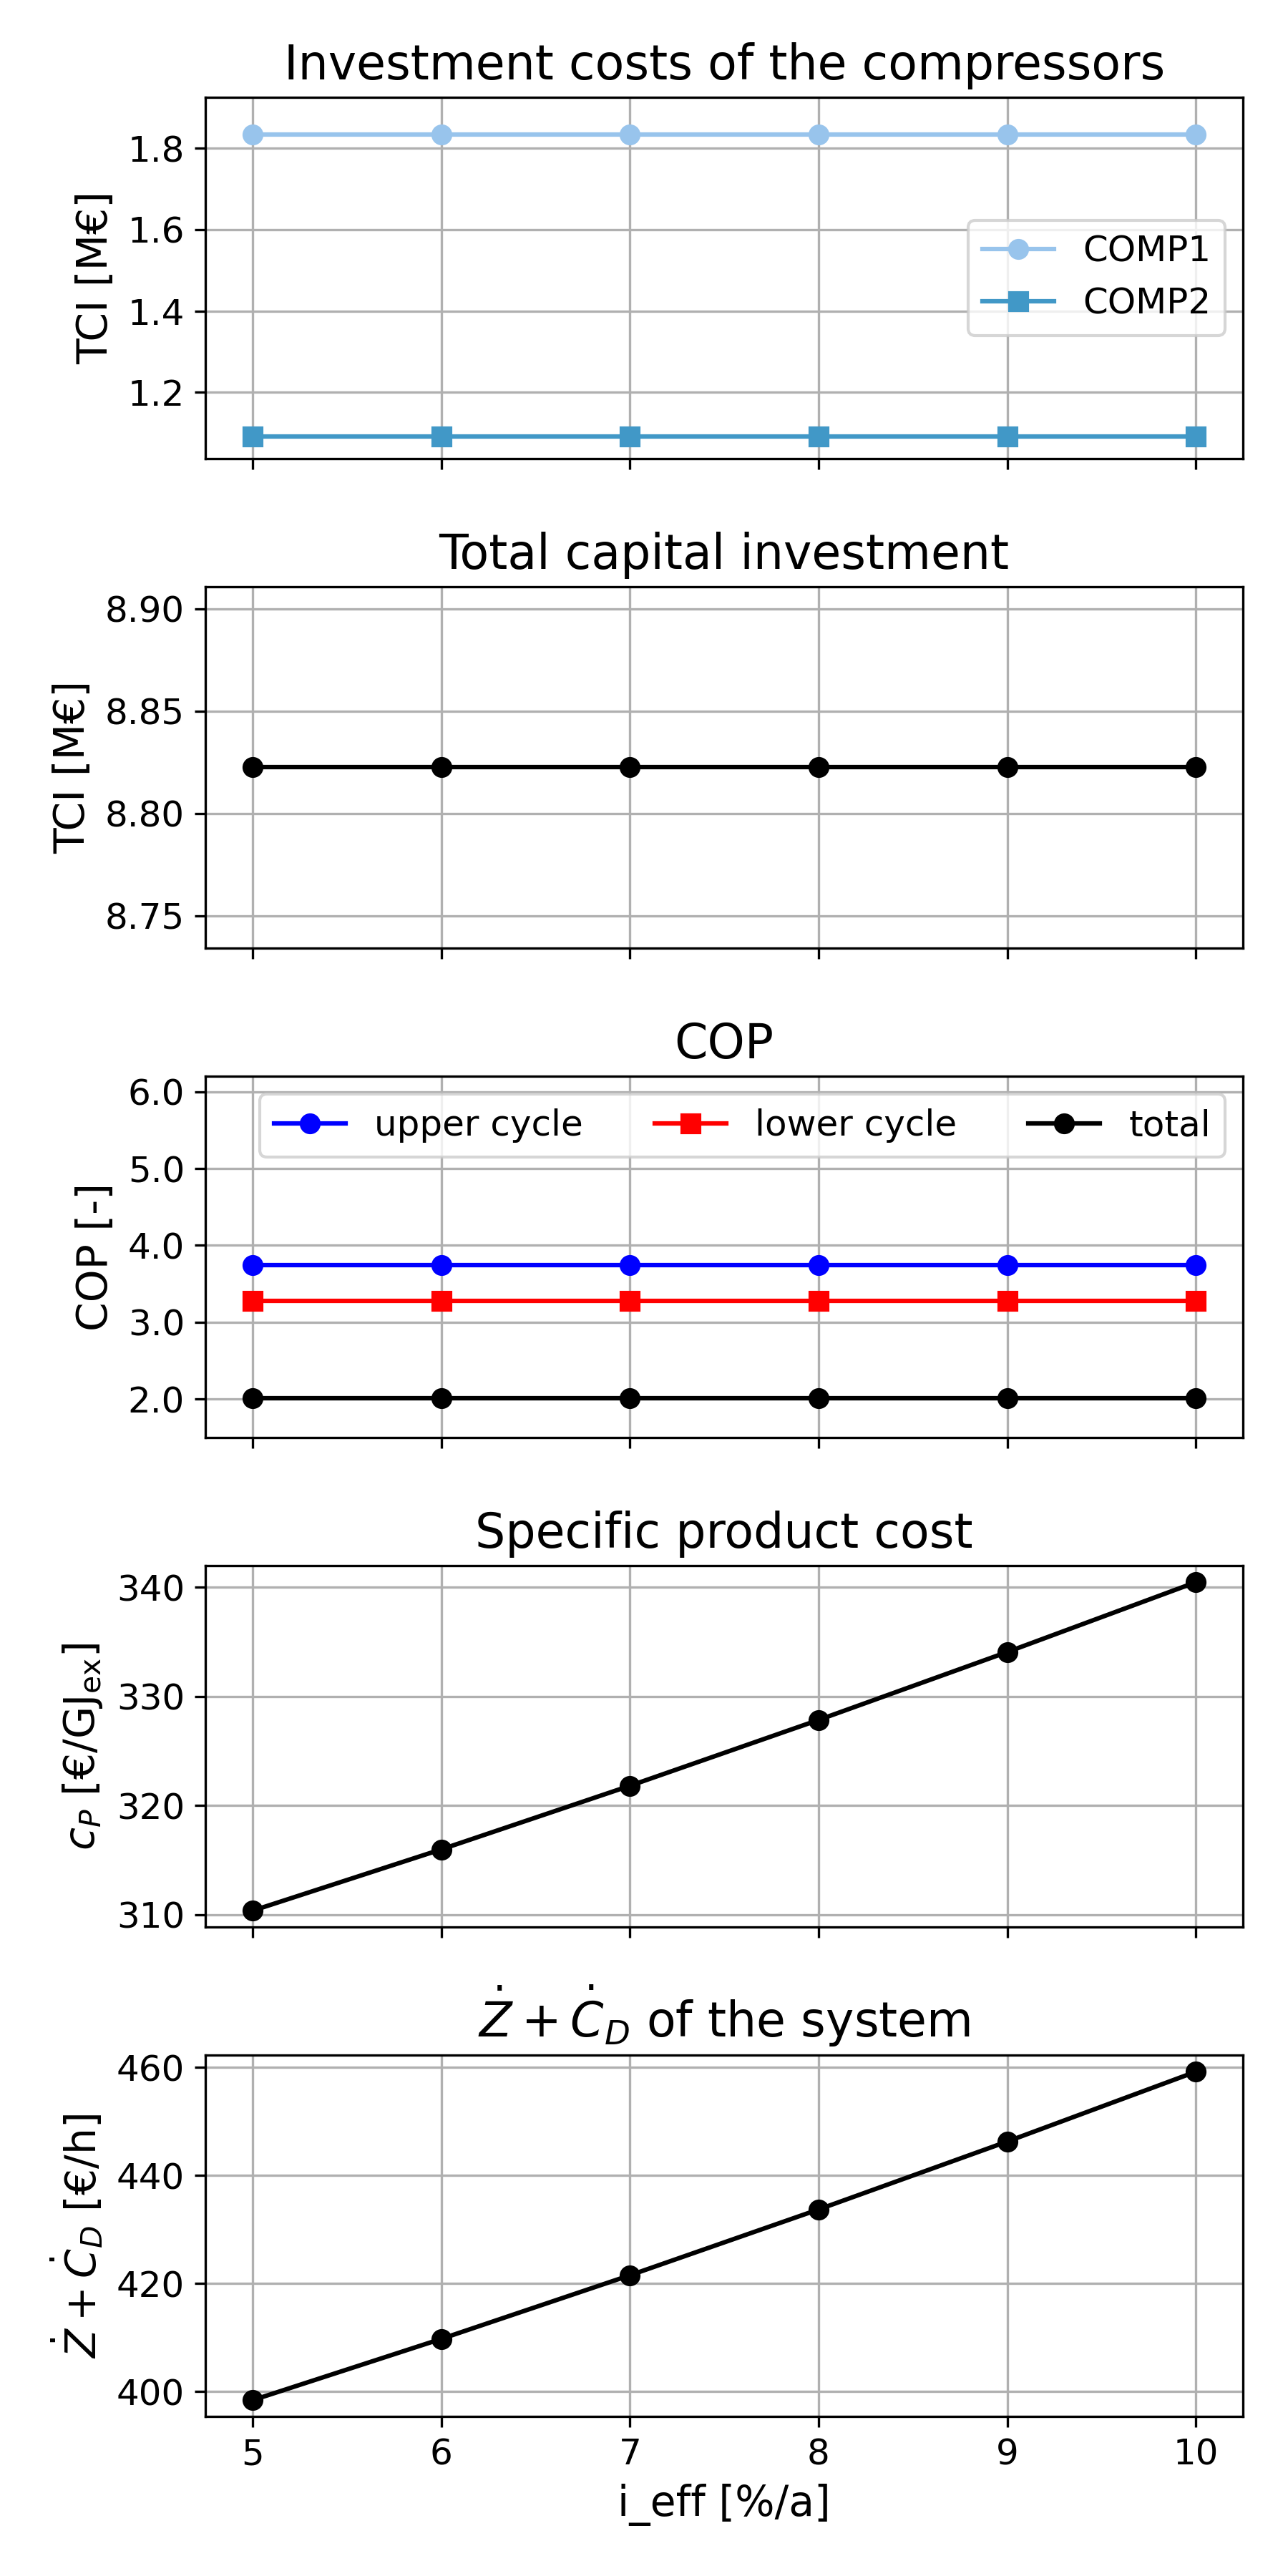 Investment costs of the compressors
TCI [M€]
1.8
1.6
1.4
1.2
COMP1
COMP2
Total capital investment
TCI [M€]
8.90
8.85
8.80
8.75
COP
COP [-]
6.0
5.0
4.0
3.0
2.0
upper cycle
lower cycle
total
Specific product cost
c_P [€/GJ_ex]
340
330
320
310
Ż + Ċ_D of the system
Ż + Ċ_D [€/h]
460
440
420
400
5 6 7 8 9 10
i_eff [%/a]